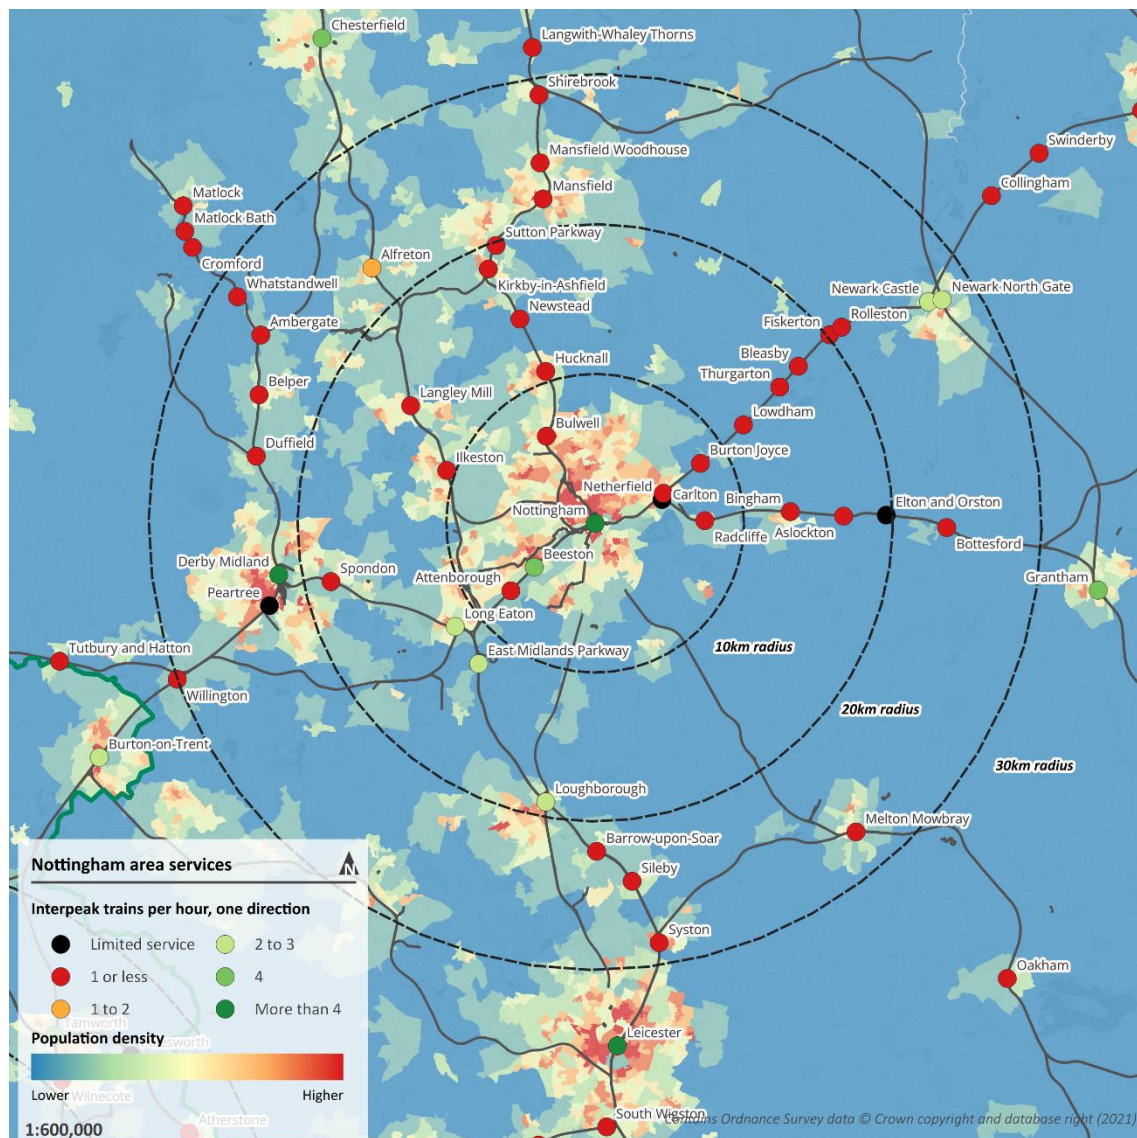 Chesterfield
Langwith-Whaley Thorns
Shirebrook
Swinderby
Mansfield Woodhouse
Collingham
Matlock
Mansfield
Matlock Bath
Sutton Parkway
Cromford
Alfreton
Whatstandwell
Kirkby-in-Ashfield
Newark Castle
Newark North Gate
Newstead
Rolleston
Ambergate
Fiskerton
Hucknall
Bleasby
Belper
Thurgarton
Langley Mill
Lowdham
Bulwell
Duffield
Burton Joyce
Ilkeston
Netherfield
Carlton
Bingham
Elton and Orston
Nottingham
Radcliffe
Aslockton
Bottesford
Beeston
Derby Midland
Spondon
Attenborough
Grantham
Peartree
Long Eaton
Tutbury and Hatton
East Midlands Parkway
10km radius
Willington
20km radius
Burton-on-Trent
30km radius
Loughborough
Melton Mowbray
Barrow-upon-Soar
Sileby
Syston
Oakham
Leicester
South Wigston
Nottingham area services
N
Interpeak trains per hour, one direction
Limited service
2 to 3
1 or less
4
1 to 2
More than 4
Population density
Lower
Higher
Wilnecote
Atherstone
1:600,000
Contains Ordnance Survey data © Crown copyright and database right (2021)